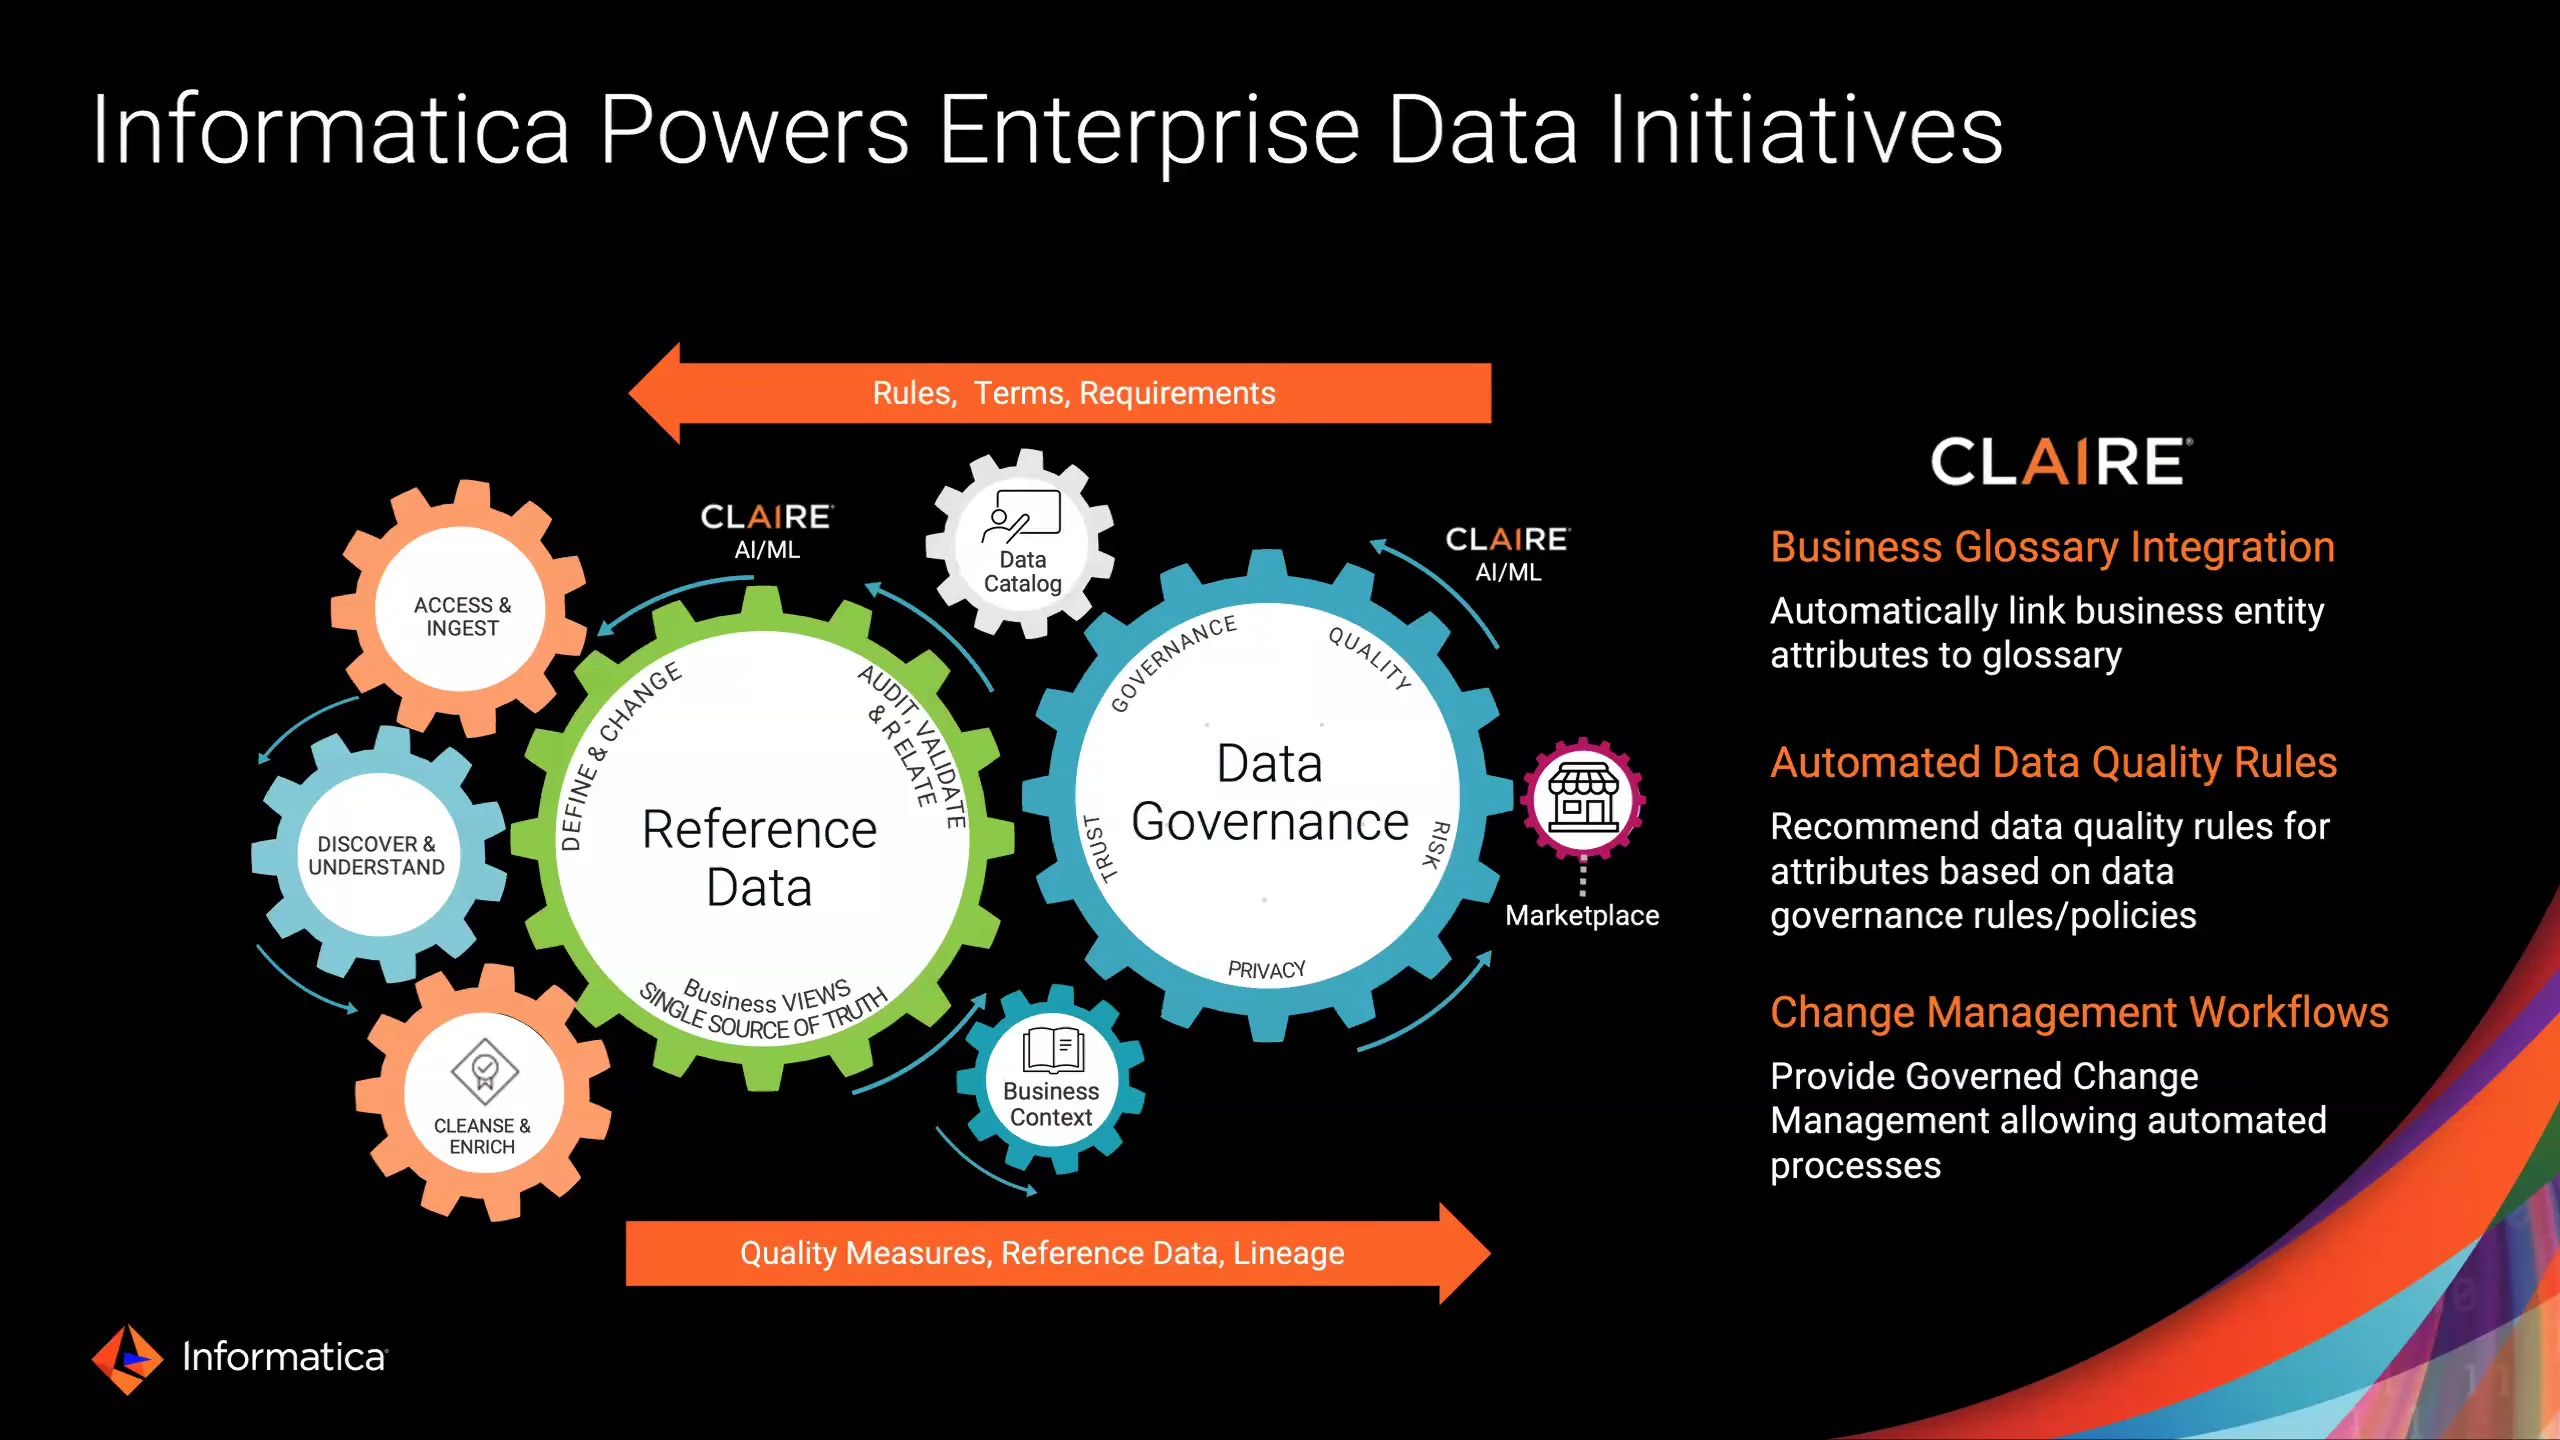 Informatica Powers Enterprise Data Initiatives
Rules,  Terms, Requirements
CLAIRE®
AI/ML
Data
Catalog
CLAIRE®
AI/ML
ACCESS &
INGEST
DISCOVER &
UNDERSTAND
CLEANSE &
ENRICH
DEFINE & CHANGE
AUDIT, VALIDATE
& R ELATE
Reference
Data
Business VIEWS
SINGLE SOURCE OF TRUTH
GOVERNANCE
QUALITY
Data
Governance
TRUST
RISK
PRIVACY
Business
Context
Marketplace
Quality Measures, Reference Data, Lineage
CLAIRE®
Business Glossary Integration
Automatically link business entity
attributes to glossary
Automated Data Quality Rules
Recommend data quality rules for
attributes based on data
governance rules/policies
Change Management Workflows
Provide Governed Change
Management allowing automated
processes
Informatica